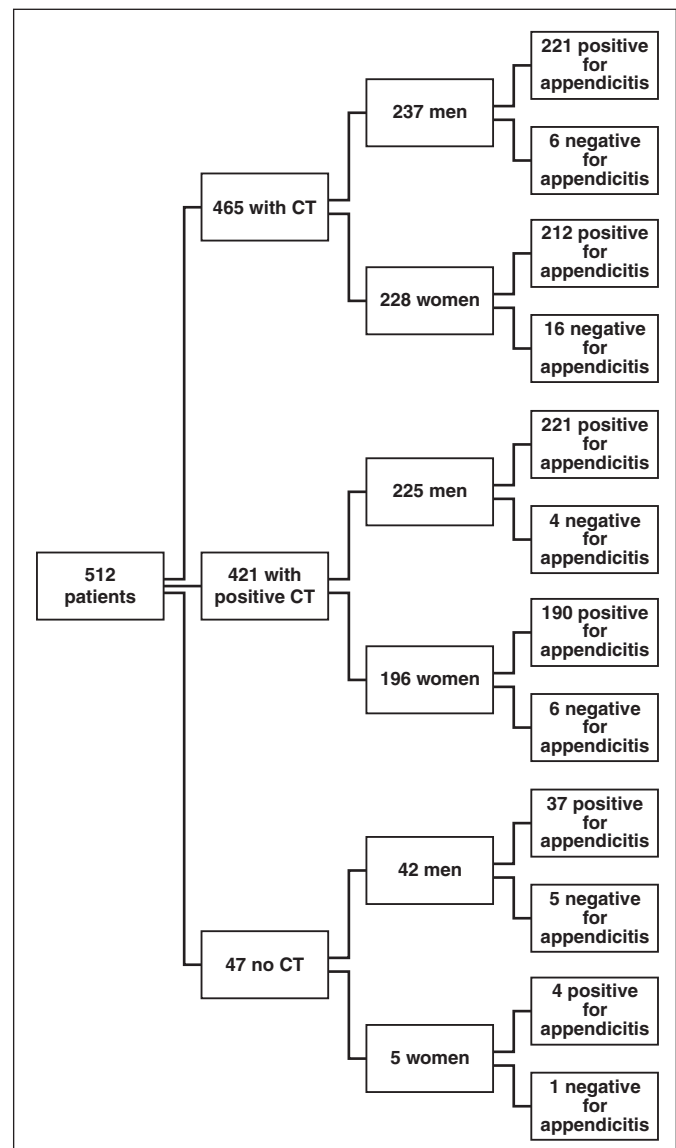 512
patients
465 with CT
237 men
221 positive
for
appendicitis
6 negative
for
appendicitis
228 women
212 positive
for
appendicitis
16 negative
for
appendicitis
421 with
positive CT
225 men
221 positive
for
appendicitis
4 negative
for
appendicitis
196 women
190 positive
for
appendicitis
6 negative
for
appendicitis
47 no CT
42 men
37 positive
for
appendicitis
5 negative
for
appendicitis
5 women
4 positive
for
appendicitis
1 negative
for
appendicitis